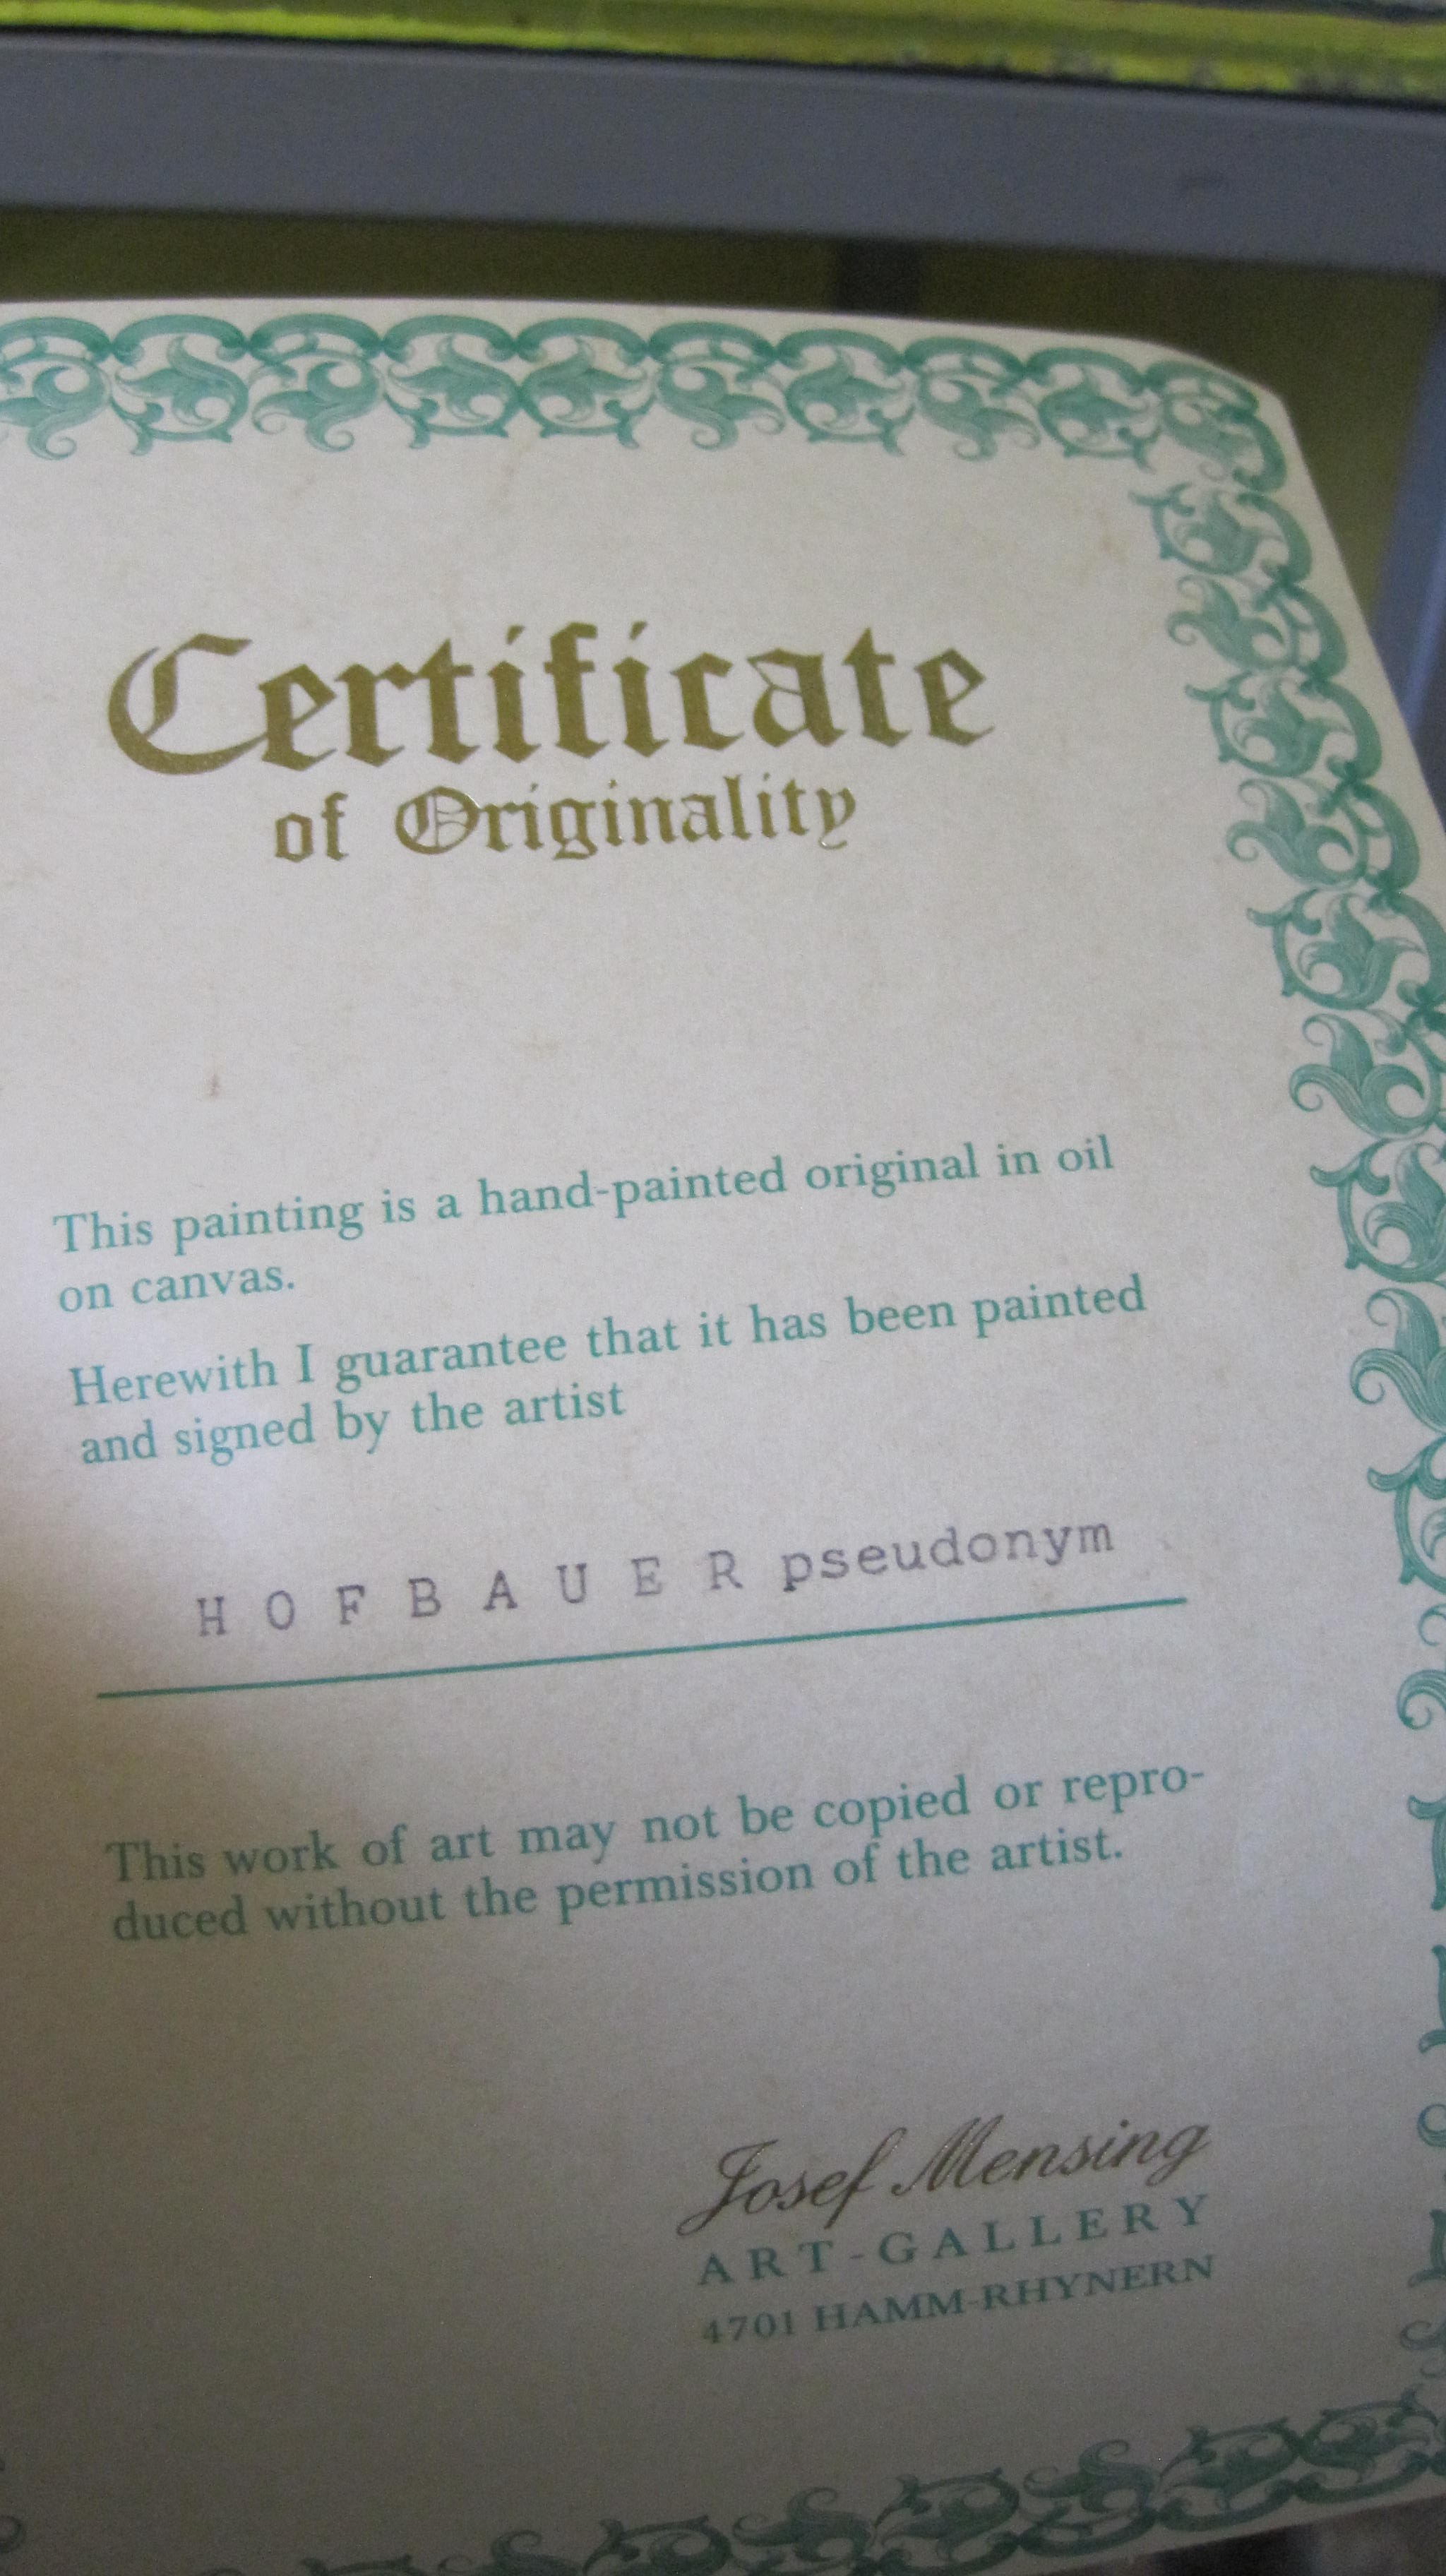 Certificate
of Originality
This painting is a hand-painted original in oil
on canvas.
Herewith I guarantee that it has been painted
and signed by the artist
H O F B A U E R pseudonym
This work of art may not be copied or repro-
duced without the permission of the artist.
Josef Mensing
ART-GALLERY
4701 HAMM-RHYNERN